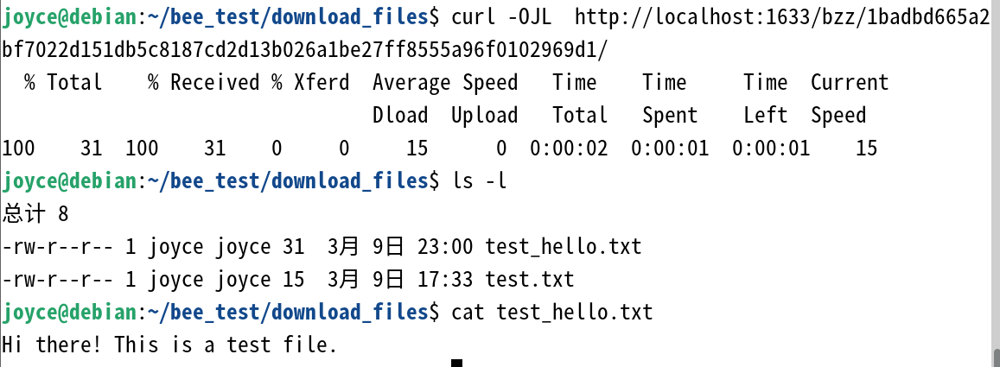 joyce@debian:~/bee_test/download_files$ curl -OJL  http://localhost:1633/bzz/1badbd665a2
bf7022d151db5c8187cd2d13b026a1be27ff8555a96f0102969d1/
  % Total    % Received % Xferd  Average Speed   Time    Time     Time  Current
                                 Dload  Upload   Total   Spent    Left  Speed
100    31  100    31    0     0     15      0  0:00:02  0:00:01  0:00:01    15
joyce@debian:~/bee_test/download_files$ ls -l
总计 8
-rw-r--r-- 1 joyce joyce 31  3月 9日 23:00 test_hello.txt
-rw-r--r-- 1 joyce joyce 15  3月 9日 17:33 test.txt
joyce@debian:~/bee_test/download_files$ cat test_hello.txt
Hi there! This is a test file.